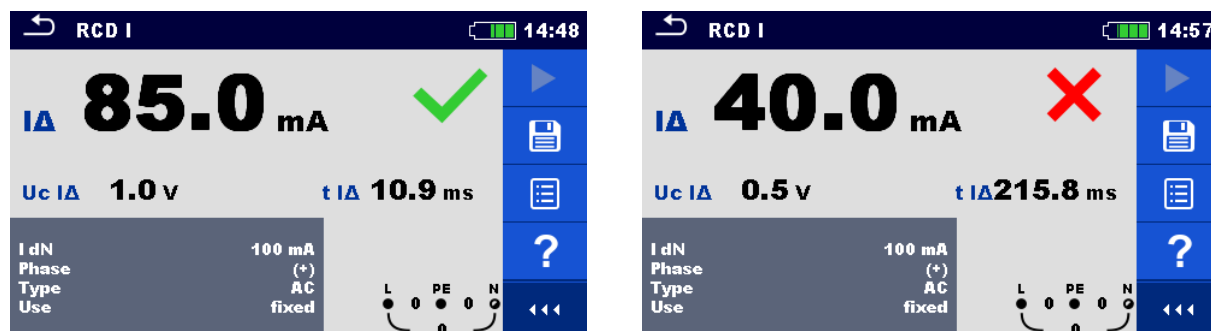 RCD I 14:48
IΔ 85.0 mA
Uc IΔ 1.0 V t IΔ 10.9 ms
I dN 100 mA
Phase (+)
Type AC
Use fixed
L PE N
0 0
0
?
RCD I 14:57
IΔ 40.0 mA
Uc IΔ 0.5 V t IΔ 215.8 ms
I dN 100 mA
Phase (+)
Type AC
Use fixed
L PE N
0 0
0
?